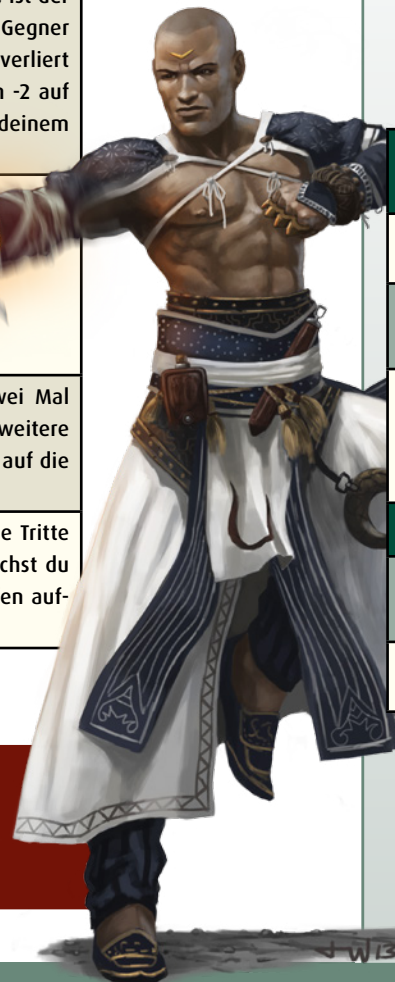 ist der
Gegner
verliert
n -2 auf
deinem
wei Mal
weitere
auf die
e Tritte
chst du
en auf-